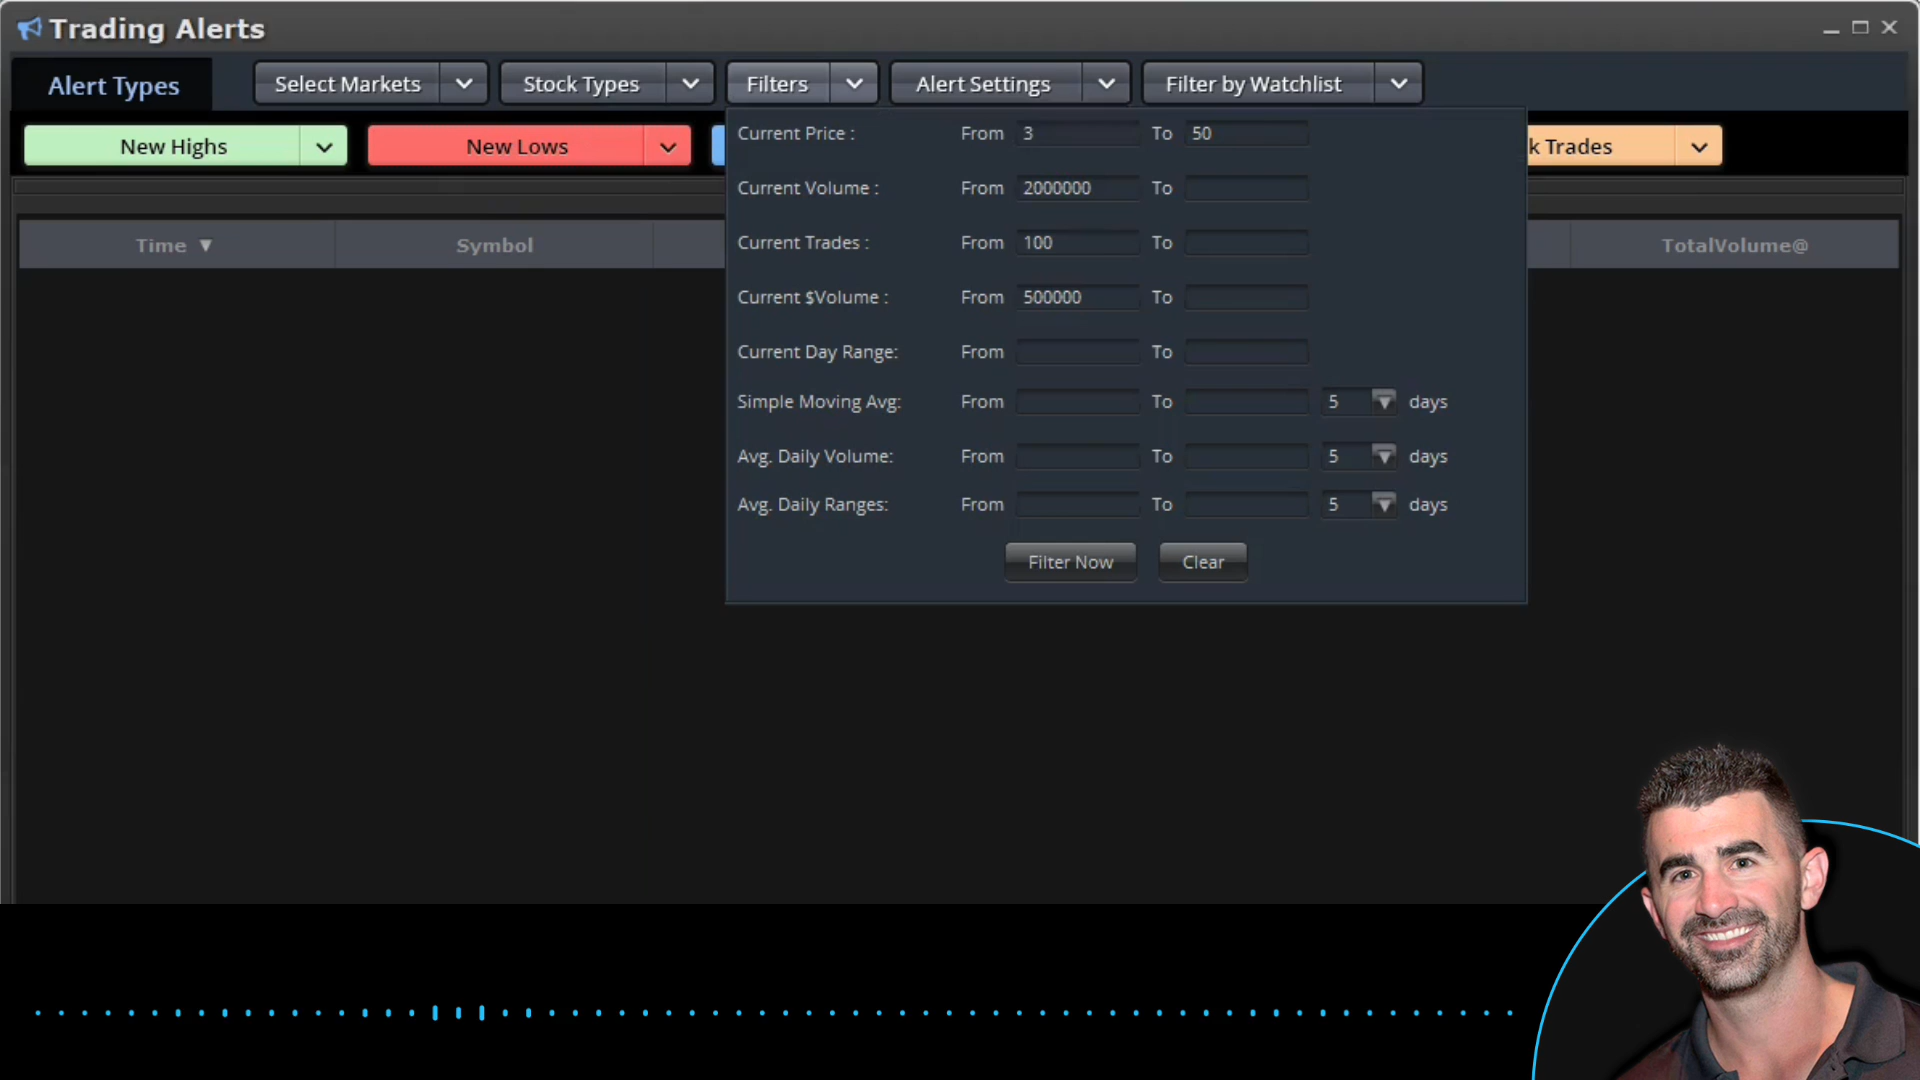 Trading Alerts
Alert Types
Select Markets
Stock Types
Filters
Alert Settings
Filter by Watchlist
New Highs
New Lows
k Trades
Current Price : From 3 To 50
Current Volume : From 2000000 To
Current Trades : From 100 To
Current $Volume : From 500000 To
Current Day Range: From To
Simple Moving Avg: From To 5 days
Avg. Daily Volume: From To 5 days
Avg. Daily Ranges: From To 5 days
Filter Now Clear
Time ▼ Symbol TotalVolume@